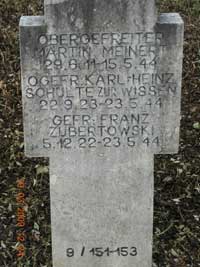 OBERGEFREITER
MARTIN MEINERT
29.6.11-15.5.44
OGEFR. KARL-HEINZ
SCHULTE ZUR WISSEN
22.9.23-23.5.44
GEFR. FRANZ
ZUBERTOWSKI
5.12.22-23.5.44
9/151-153